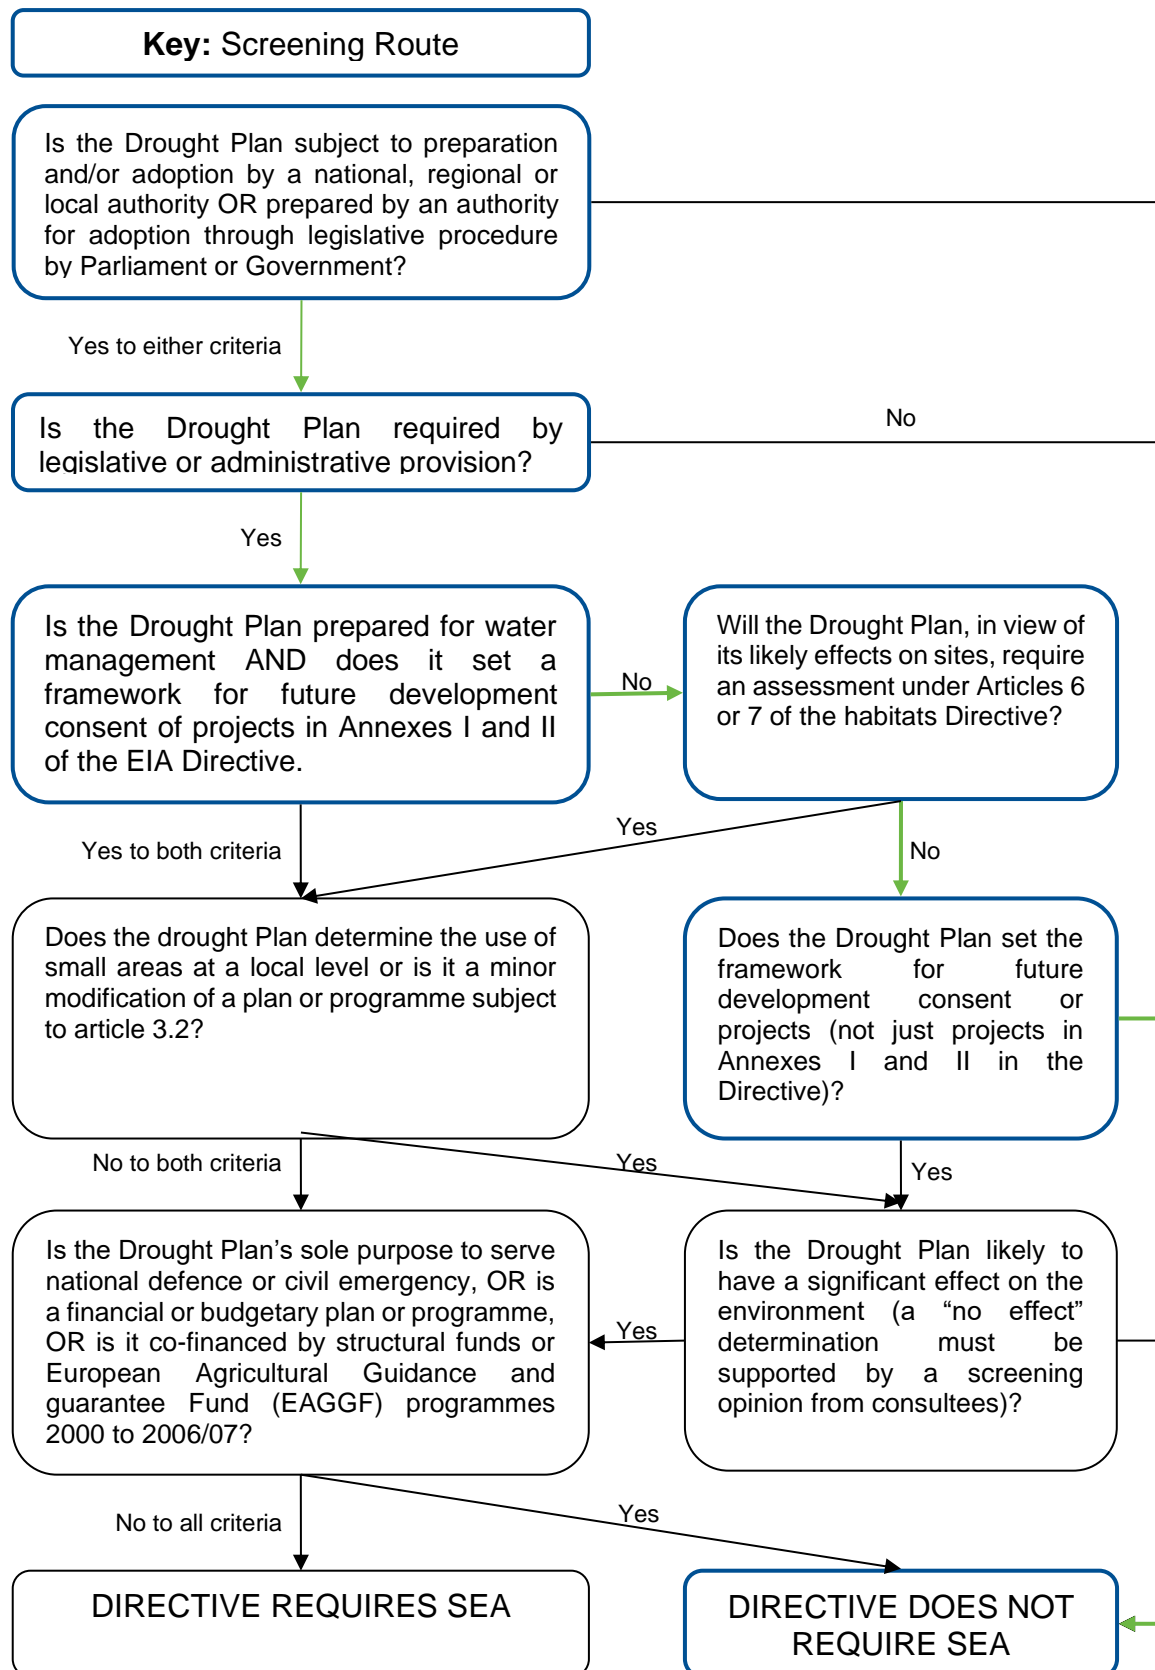 Key: Screening Route
Is the Drought Plan subject to preparation
and/or adoption by a national, regional or
local authority OR prepared by an authority
for adoption through legislative procedure
by Parliament or Government?
Yes to either criteria
Is the Drought Plan required by
legislative or administrative provision?
No
Yes
Is the Drought Plan prepared for water
management AND does it set a
framework for future development
consent of projects in Annexes I and II
of the EIA Directive.
No
Will the Drought Plan, in view of
its likely effects on sites, require
an assessment under Articles 6
or 7 of the habitats Directive?
Yes to both criteria
Yes
No
Does the drought Plan determine the use of
small areas at a local level or is it a minor
modification of a plan or programme subject
to article 3.2?
Does the Drought Plan set the
framework for future
development consent or
projects (not just projects in
Annexes I and II in the
Directive)?
No to both criteria
Yes
Yes
Is the Drought Plan's sole purpose to serve
national defence or civil emergency, OR is
a financial or budgetary plan or programme,
OR is it co-financed by structural funds or
European Agricultural Guidance and
guarantee Fund (EAGGF) programmes
2000 to 2006/07?
Yes
Is the Drought Plan likely to
have a significant effect on the
environment (a “no effect”
determination must be
supported by a screening
opinion from consultees)?
No to all criteria
Yes
DIRECTIVE REQUIRES SEA
DIRECTIVE DOES NOT
REQUIRE SEA